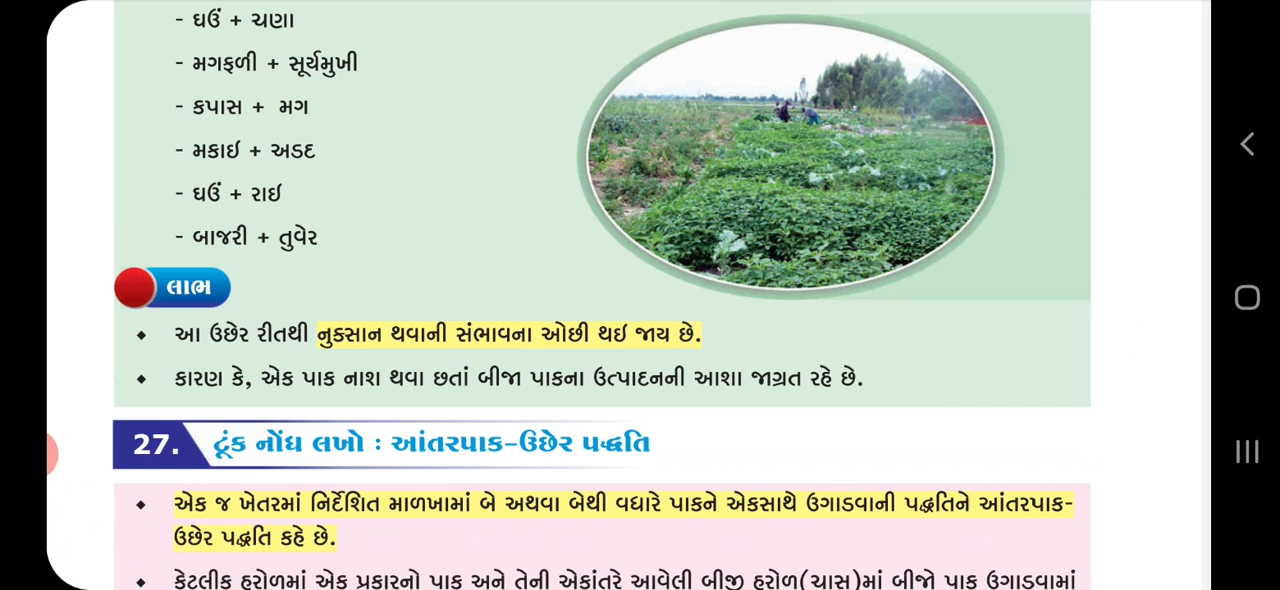 - ઘઉં + ચણા
- મગફળી + સૂર્યમુખી
- કપાસ + મગ
- મકાઈ + અડદ
- ઘઉં + રાઈ
- બાજરી + તુવેર
લાભ
આ ઉછેર રીતથી નુક્સાન થવાની સંભાવના ઓછી થઈ જાય છે.
કારણ કે, એક પાક નાશ થવા છતાં બીજા પાકના ઉત્પાદનની આશા જાગ્રત રહે છે.
27. ટૂંક નોંધ લખો : આંતરપાક-ઉછેર પદ્ધતિ
એક જ ખેતરમાં નિર્દેશિત માળખામાં બે અથવા બેથી વધારે પાકને એકસાથે ઉગાડવાની પદ્ધતિને આંતરપાક-
ઉછેર પદ્ધતિ કહે છે.
કેટલીક હરોળમાં એક પ્રકારનો પાક અને તેની એકાંતરે આવેલી બીજી હરોળ(ચાસ)માં બીજો પાક ઉગાડવામાં